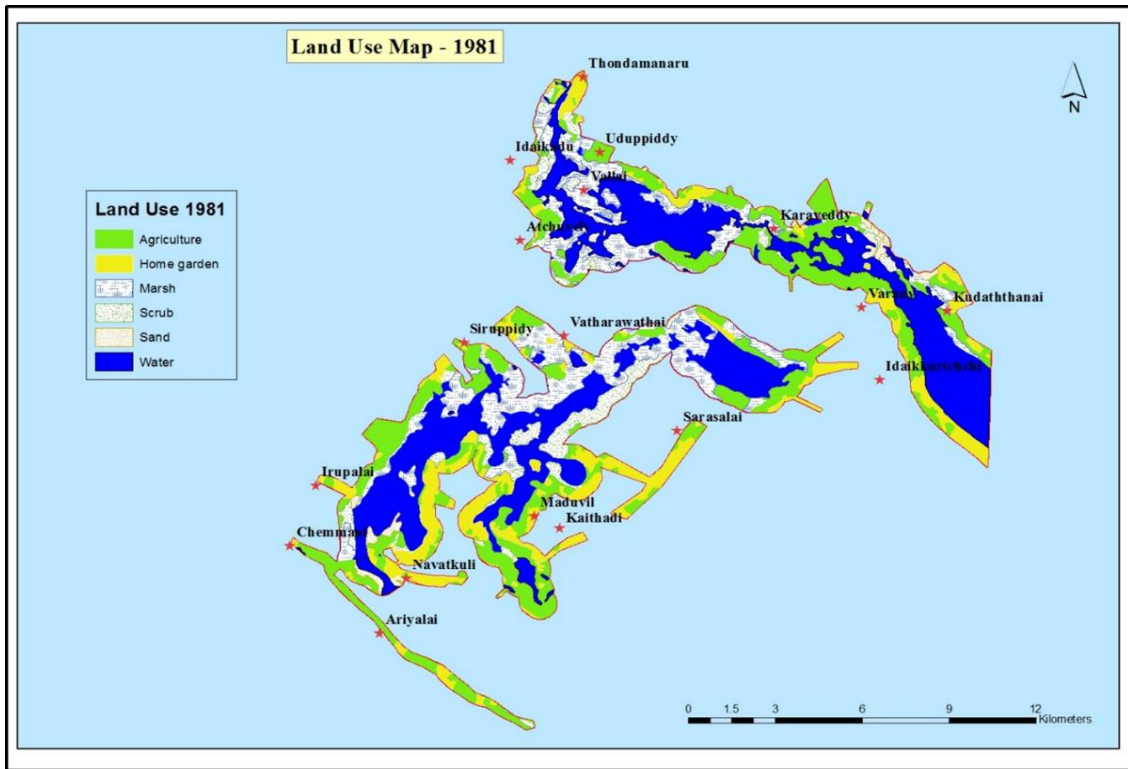 Land Use Map - 1981
Thondamanaru
N
Idaikadu
Uduppiddy
Vallai
Land Use 1981
Agriculture
Home garden
Marsh
Scrub
Sand
Water
Atchuvely
Karaveddy
Varany
Kudaththanai
Siruppidy
Vatharawathai
Sarasalai
Irupalai
Maduvil
Kaithadi
Chemmani
Navatkuli
Ariyalai
0 1.5 3 6 9 12
Kilometers